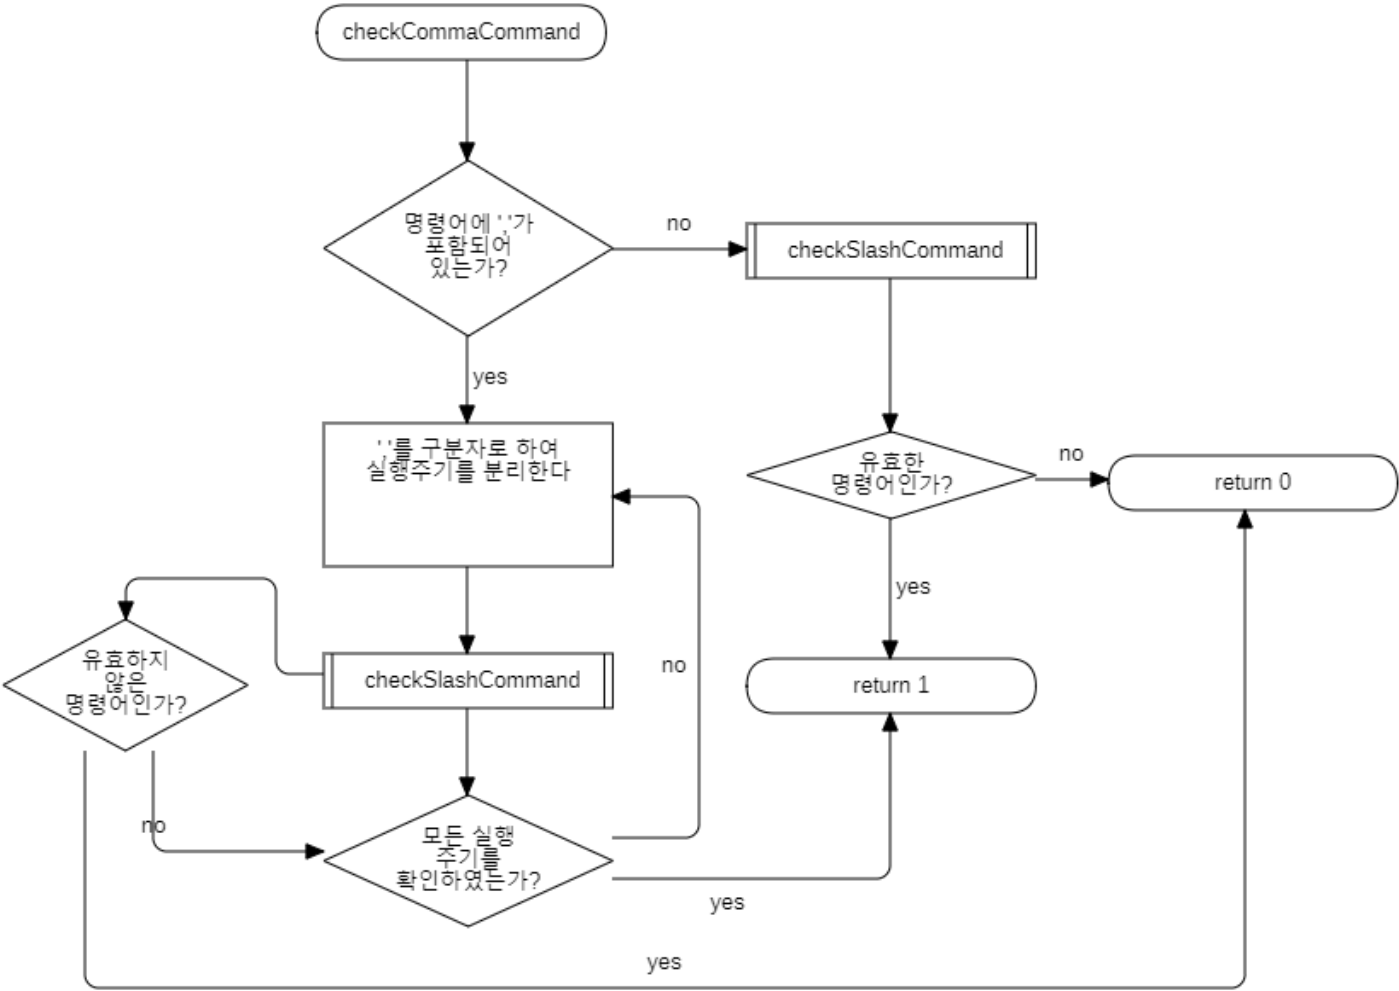 checkCommaCommand
명령어에 ','가
포함되어
있는가?
no
checkSlashCommand
yes
','를 구분자로 하여
실행주기를 분리한다
유효한
명령어인가?
no
return 0
yes
유효하지
않은
명령어인가?
checkSlashCommand
no
return 1
no
모든 실행
주기를
확인하였는가?
yes
yes